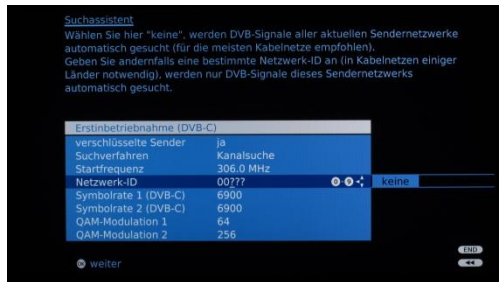 Suchassistent
Wählen Sie hier "keine", werden DVB-Signale aller aktuellen Sendernetzwerke
automatisch gesucht (für die meisten Kabelnetze empfohlen).
Geben Sie andernfalls eine bestimmte Netzwerk-ID an (in Kabelnetzen einiger
Länder notwendig), werden nur DVB-Signale dieses Sendernetzwerks
automatisch gesucht.
Erstinbetriebnahme (DVB-C)
verschlüsselte Sender ja
Suchverfahren Kanalsuche
Startfrequenz 306.0 MHz
Netzwerk-ID 00??? 0-9 keine
Symbolrate 1 (DVB-C) 6900
Symbolrate 2 (DVB-C) 6900
QAM-Modulation 1 64
QAM-Modulation 2 256
END
OK weiter